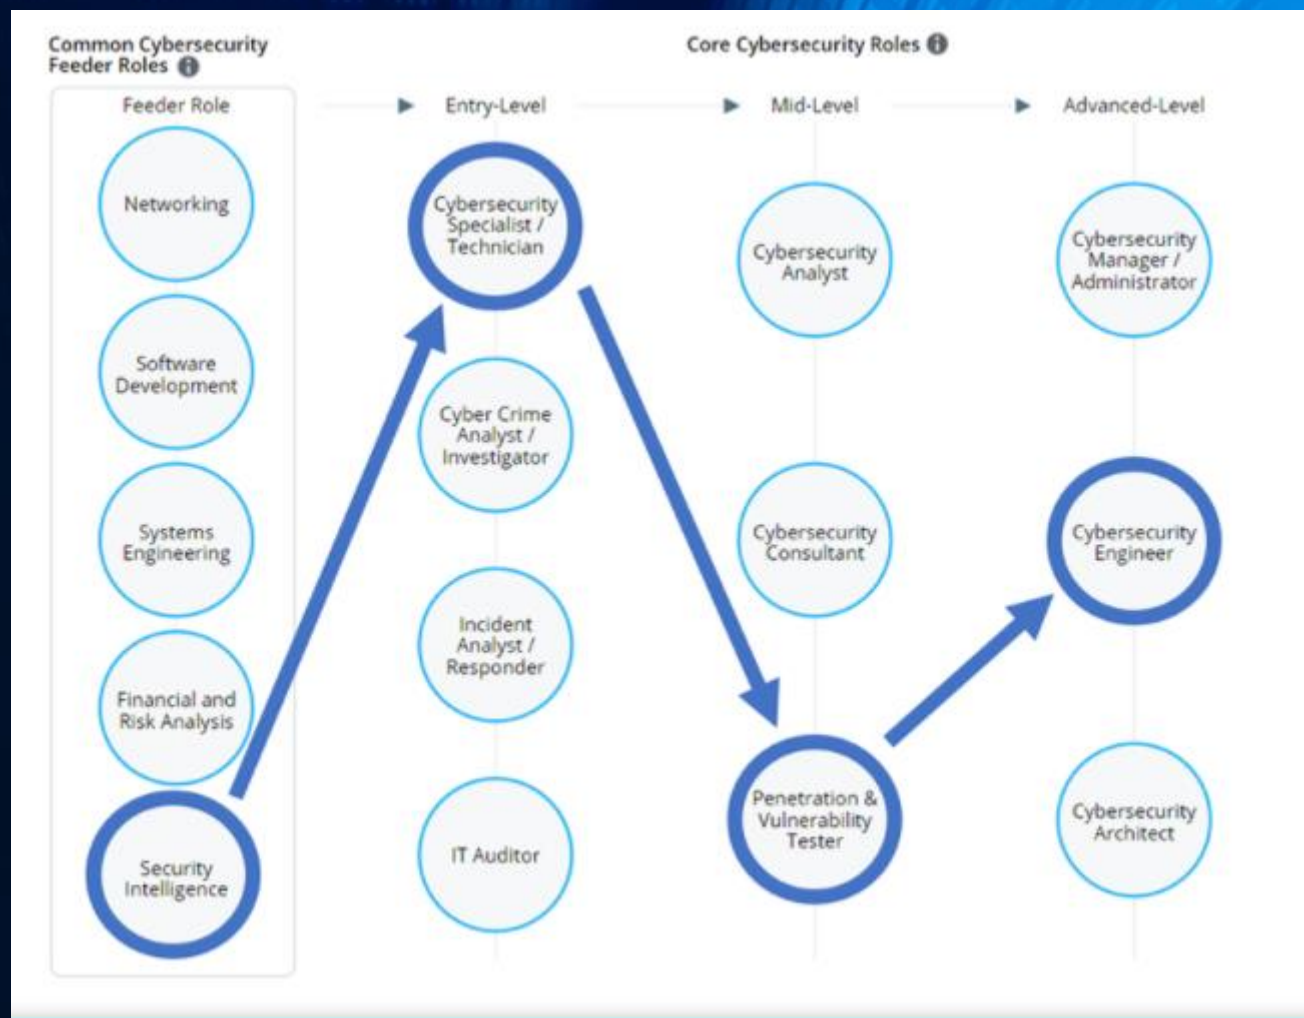 Common Cybersecurity
Feeder Roles
Core Cybersecurity Roles
Feeder Role
Entry-Level
Mid-Level
Advanced-Level
Networking
Software
Development
Systems
Engineering
Financial and
Risk Analysis
Security
Intelligence
Cybersecurity
Specialist /
Technician
Cyber Crime
Analyst /
Investigator
Incident
Analyst /
Responder
IT Auditor
Cybersecurity
Analyst
Cybersecurity
Consultant
Penetration &
Vulnerability
Tester
Cybersecurity
Manager /
Administrator
Cybersecurity
Engineer
Cybersecurity
Architect